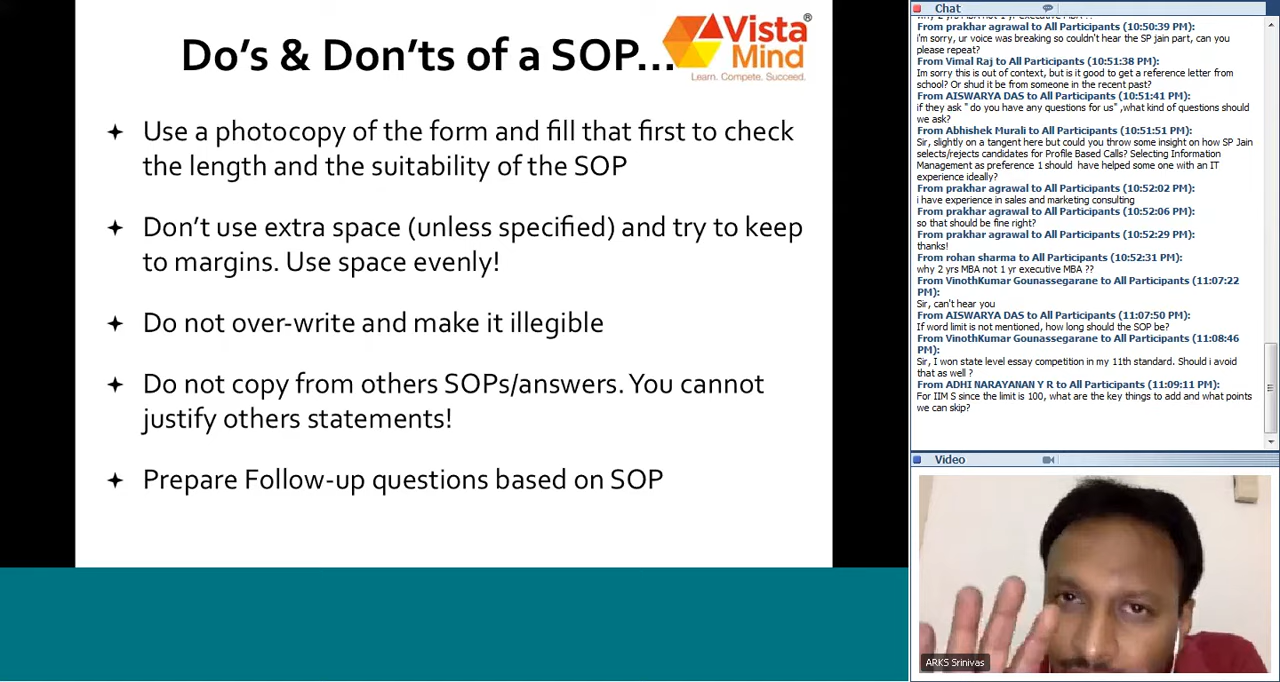 Do's & Don'ts of a SOP...
Vista
Mind
®
Learn. Compete. Succeed.
Use a photocopy of the form and fill that first to check
the length and the suitability of the SOP
Don't use extra space (unless specified) and try to keep
to margins. Use space evenly!
Do not over-write and make it illegible
Do not copy from others SOPs/answers. You cannot
justify others statements!
Prepare Follow-up questions based on SOP
Chat
why 2 yrs MBA not 1 yr executive MBA ??
From prakhar agrawal to All Participants (10:50:39 PM):
i'm sorry, ur voice was breaking so couldn't hear the SP jain part, can you
please repeat?
From Vimal Raj to All Participants (10:51:38 PM):
Im sorry this is out of context, but is it good to get a reference letter from
school? Or shud it be from someone in the recent past?
From AISWARYA DAS to All Participants (10:51:41 PM):
if they ask " do you have any questions for us" ,what kind of questions should
we ask?
From Abhishek Murali to All Participants (10:51:51 PM):
Sir, slightly on a tangent here but could you throw some insight on how SP Jain
selects/rejects candidates for Profile Based Calls? Selecting Information
Management as preference 1 should  have helped some one with an IT
experience ideally?
From prakhar agrawal to All Participants (10:52:02 PM):
i have experience in sales and marketing consulting
From prakhar agrawal to All Participants (10:52:06 PM):
so that should be fine right?
From prakhar agrawal to All Participants (10:52:29 PM):
thanks!
From rohan sharma to All Participants (10:52:31 PM):
why 2 yrs MBA not 1 yr executive MBA ??
From VinothKumar Gounassegarane to All Participants (11:07:22
PM):
Sir, can't hear you
From AISWARYA DAS to All Participants (11:07:50 PM):
If word limit is not mentioned, how long should the SOP be?
From VinothKumar Gounassegarane to All Participants (11:08:46
PM):
Sir, I won state level essay competition in my 11th standard. Should i avoid
that as well ?
From ADHI NARAYANAN Y R to All Participants (11:09:11 PM):
For IIM S since the limit is 100, what are the key things to add and what points
we can skip?
Video
ARKS Srinivas